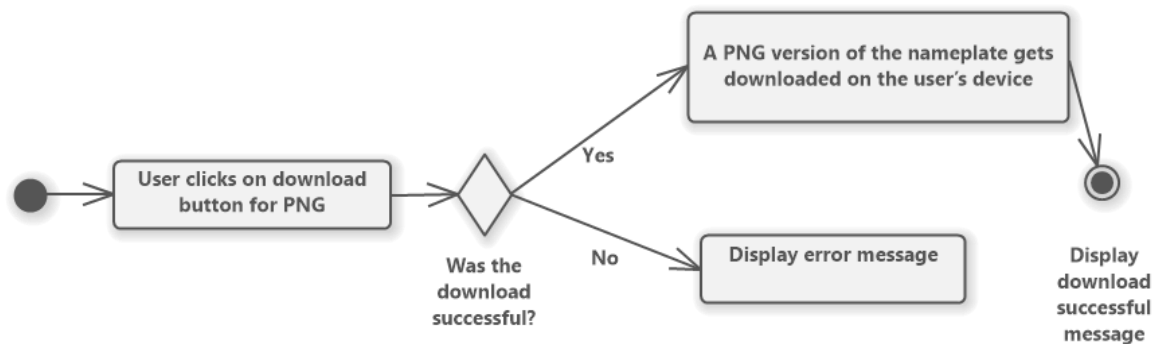 A PNG version of the nameplate gets
downloaded on the user's device
Yes
User clicks on download
button for PNG
No
Was the
download
successful?
Display error message
Display
download
successful
message